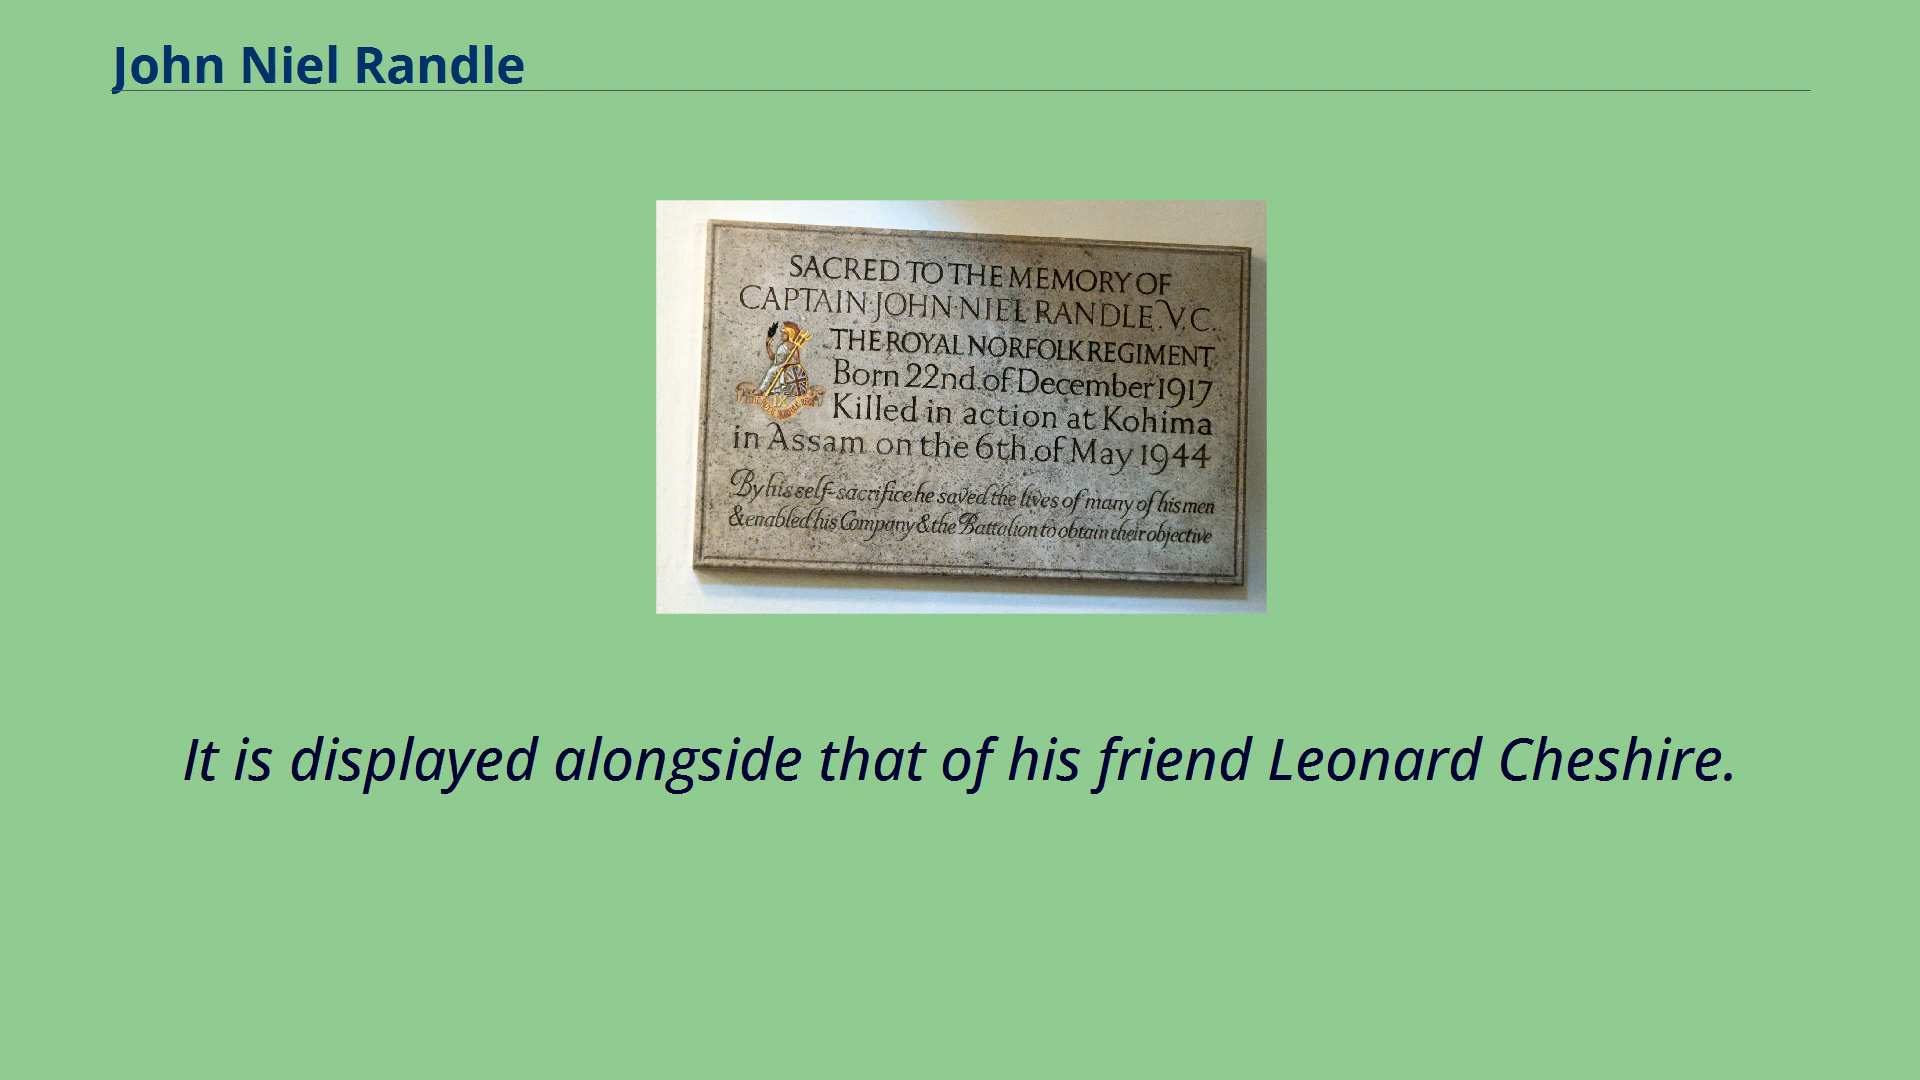 John Niel Randle
SACRED TO THE MEMORY OF
CAPTAIN·JOHN·NIEL RANDLE.V.C.
THE ROYAL NORFOLK REGIMENT
Born 22nd.of December 1917
Killed in action at Kohima
in Assam on the 6th.of May 1944
IX
By his self-sacrifice he saved the lives of many of his men
& enabled his Company & the Battalion to obtain their objective
It is displayed alongside that of his friend Leonard Cheshire.